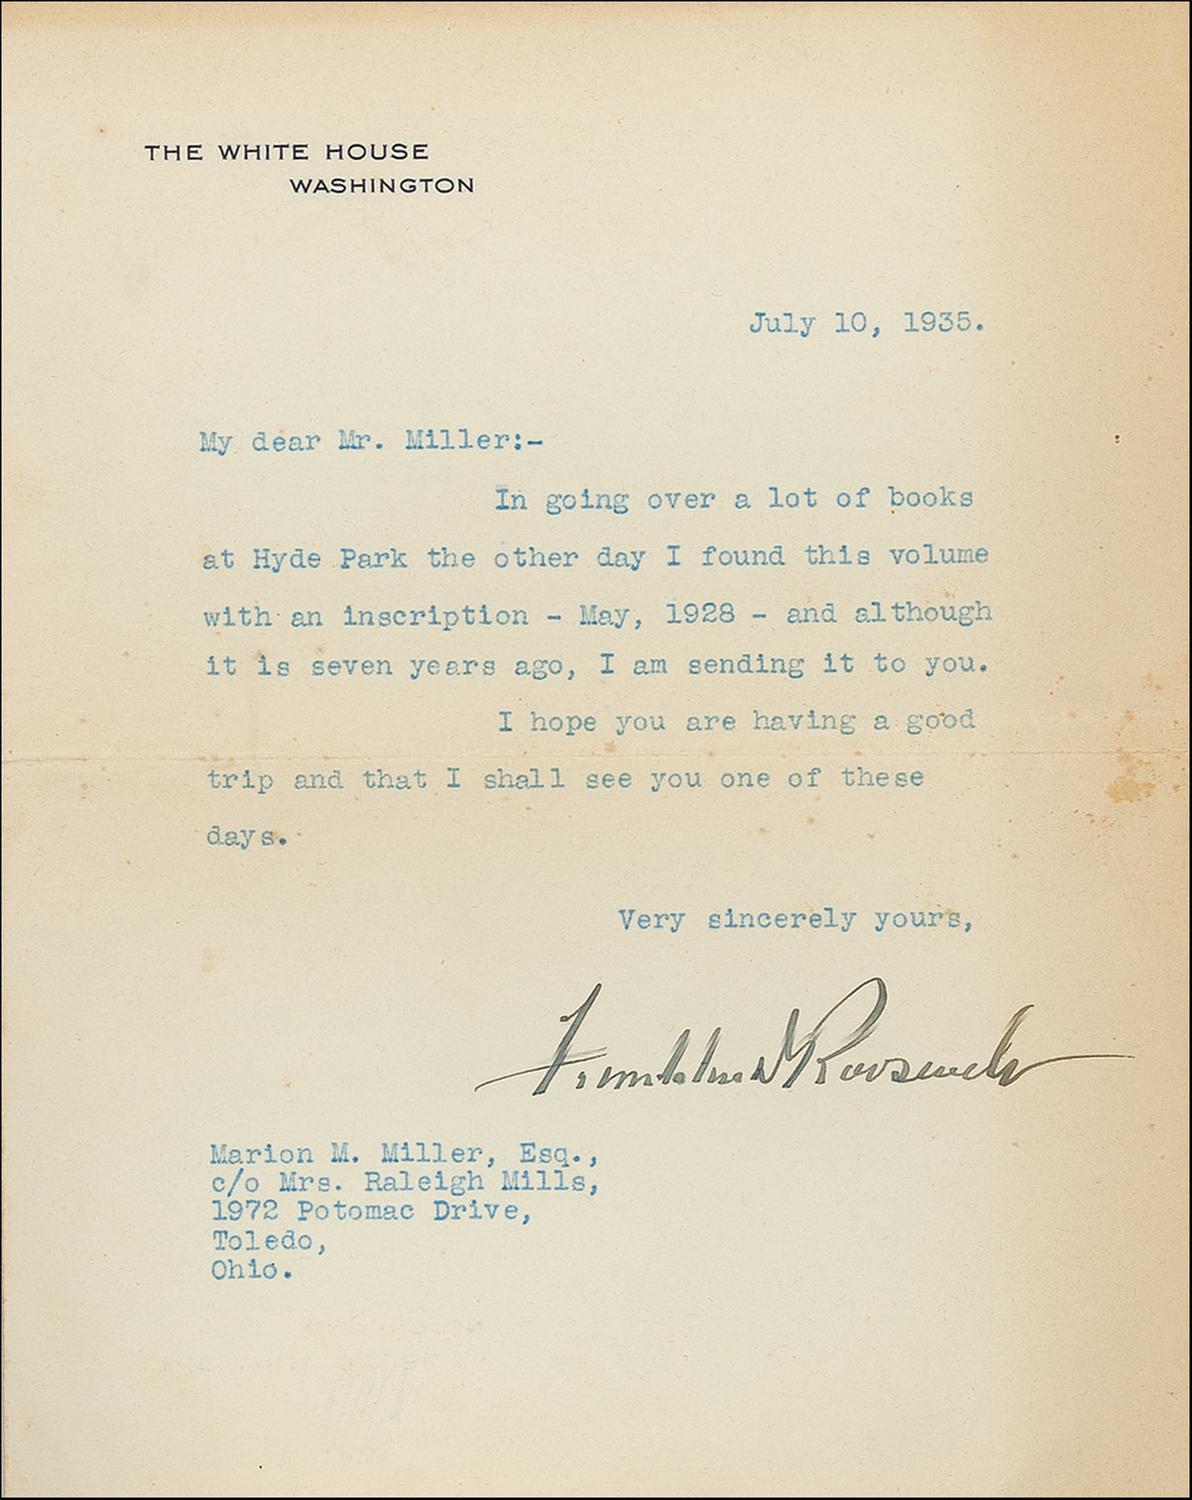 THE WHITE HOUSE
WASHINGTON
July 10, 1935.
My dear Mr. Miller:-
In going over a lot of books
at Hyde Park the other day I found this volume
with an inscription - May, 1928 - and although
it is seven years ago, I am sending it to you.
I hope you are having a good
trip and that I shall see you one of these
days.
Very sincerely yours,
Franklin D Roosevelt
Marion M. Miller, Esq.,
c/o Mrs. Raleigh Mills,
1972 Potomac Drive,
Toledo,
Ohio.